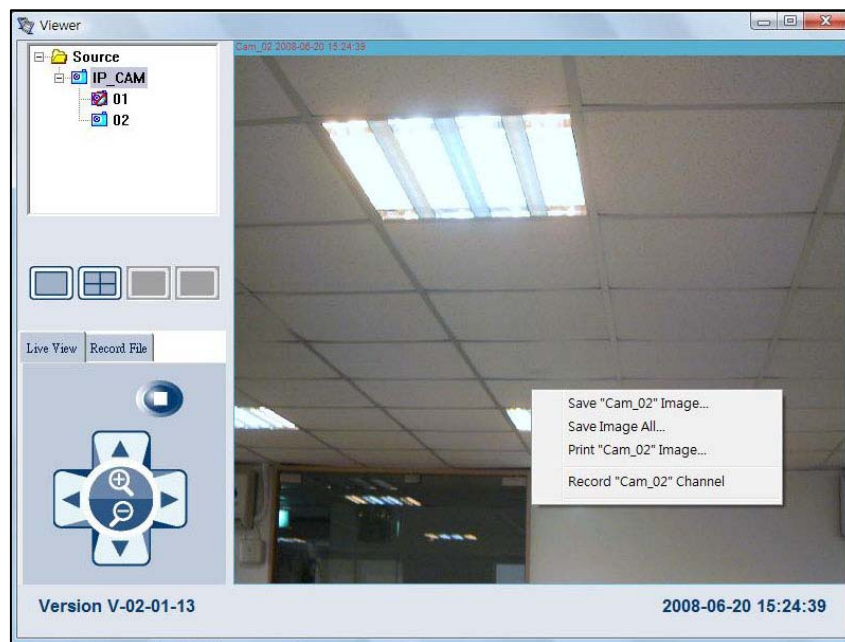 Viewer
Source
IP_CAM
01
02
Cam_02 2008-06-20 15:24:39
Live View
Record File
Save "Cam_02" Image...
Save Image All...
Print "Cam_02" Image...
Record "Cam_02" Channel
Version V-02-01-13
2008-06-20 15:24:39